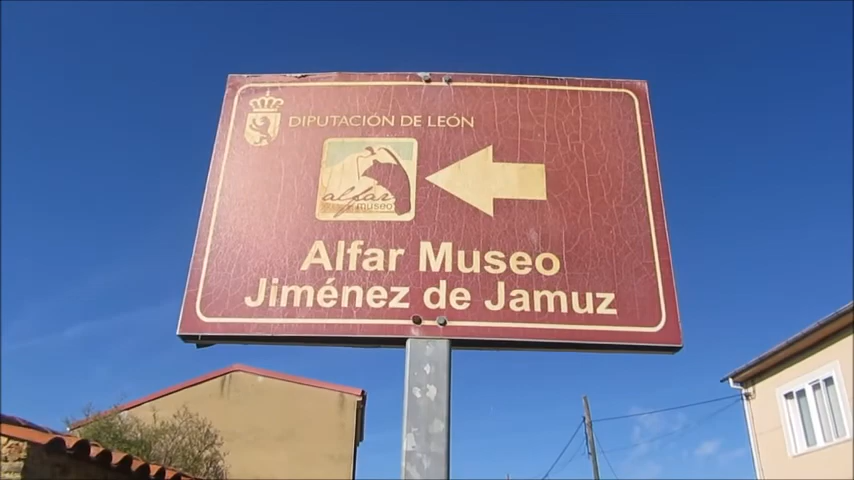 DIPUTACIÓN DE LEÓN
alfar
museo
Alfar Museo
Jiménez de Jamuz